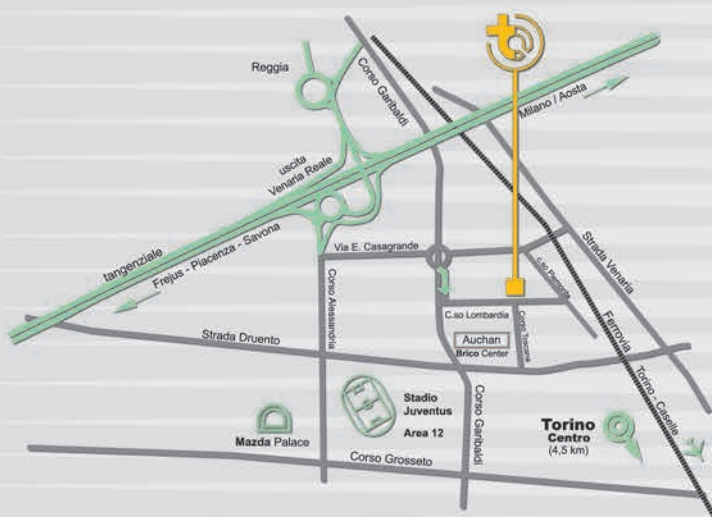 Reggia
Corso Garibaldi
Milano / Aosta
uscita
Venaria Reale
tangenziale
Frejus - Piacenza - Savona
Via E. Casagrande
Strada Venaria
c.so Piemonte
Corso Alessandria
C.so Lombardia
Corso Toscana
Auchan
Brico Center
Strada Druento
Ferrovia
Torino - Caselle
Stadio
Juventus
Area 12
Mazda Palace
Corso Garibaldi
Torino
Centro
(4,5 km)
Corso Grosseto